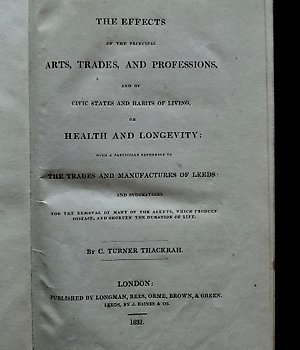 THE EFFECTS
OF THE PRINCIPAL
ARTS, TRADES, AND PROFESSIONS,
AND OF
CIVIC STATES AND HABITS OF LIVING,
ON
HEALTH AND LONGEVITY:
WITH A PARTICULAR REFERENCE TO
THE TRADES AND MANUFACTURES OF LEEDS:
AND SUGGESTIONS
FOR THE REMOVAL OF MANY OF THE AGENTS, WHICH PRODUCE
DISEASE, AND SHORTEN THE DURATION OF LIFE.
BY C. TURNER THACKRAH.
LONDON:
PUBLISHED BY LONGMAN, REES, ORME, BROWN, & GREEN.
LEEDS, BY J. BAINES & CO.
1831.